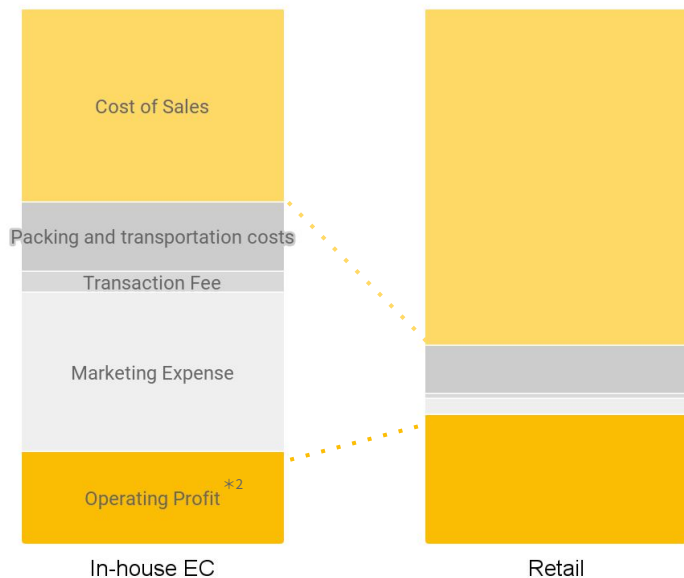 Cost of Sales
Packing and transportation costs
Transaction Fee
Marketing Expense
Operating Profit *2
In-house EC
Retail